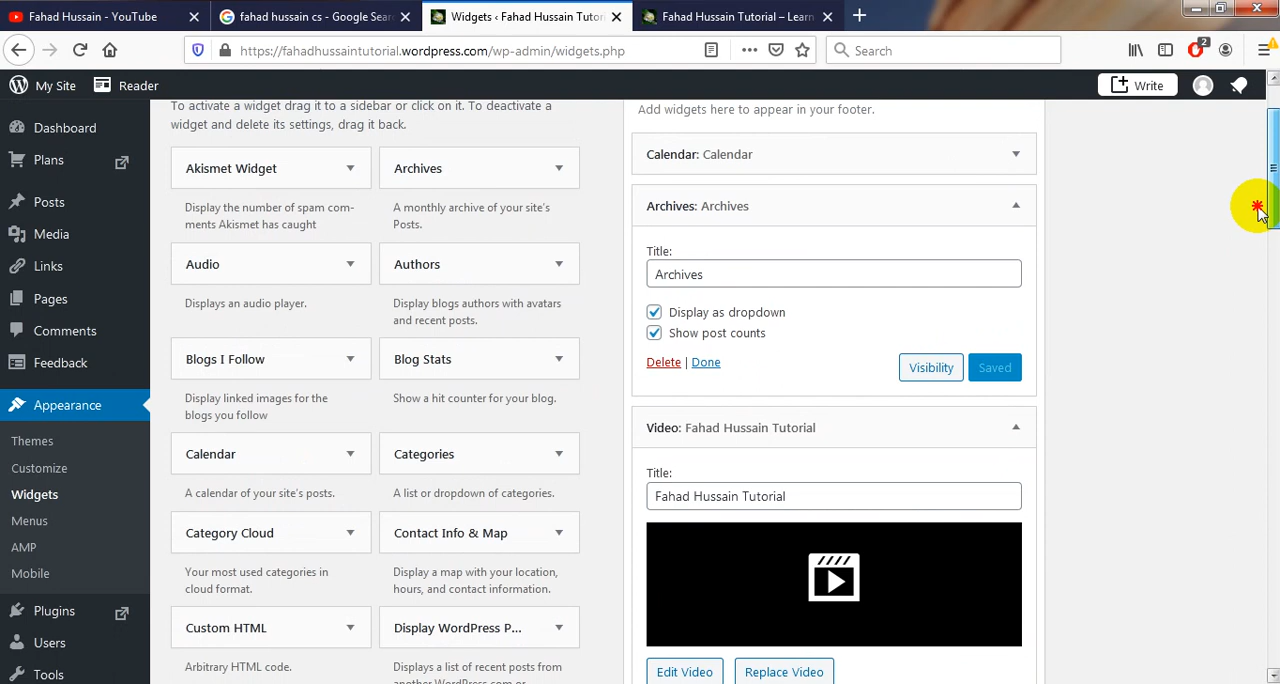 Fahad Hussain - YouTube
fahad hussain cs - Google Sear
Widgets ‹ Fahad Hussain Tutori
Fahad Hussain Tutorial – Learn
https://fahadhussaintutorial.wordpress.com/wp-admin/widgets.php
Search
2
My Site
Reader
Write
Dashboard
Plans
Posts
Media
Links
Pages
Comments
Feedback
Appearance
Themes
Customize
Widgets
Menus
AMP
Mobile
Plugins
Users
Tools
To activate a widget drag it to a sidebar or click on it. To deactivate a
widget and delete its settings, drag it back.
Akismet Widget
Archives
Display the number of spam com-
ments Akismet has caught
A monthly archive of your site's
Posts.
Audio
Authors
Displays an audio player.
Display blogs authors with avatars
and recent posts.
Blogs I Follow
Blog Stats
Display linked images for the
blogs you follow
Show a hit counter for your blog.
Calendar
Categories
A calendar of your site's posts.
A list or dropdown of categories.
Category Cloud
Contact Info & Map
Your most used categories in
cloud format.
Display a map with your location,
hours, and contact information.
Custom HTML
Display WordPress P...
Arbitrary HTML code.
Displays a list of recent posts from
another WordPress.com or
Add widgets here to appear in your footer.
Calendar: Calendar
Archives: Archives
Title:
Archives
Display as dropdown
Show post counts
Delete | Done
Visibility
Saved
Video: Fahad Hussain Tutorial
Title:
Fahad Hussain Tutorial
Edit Video
Replace Video